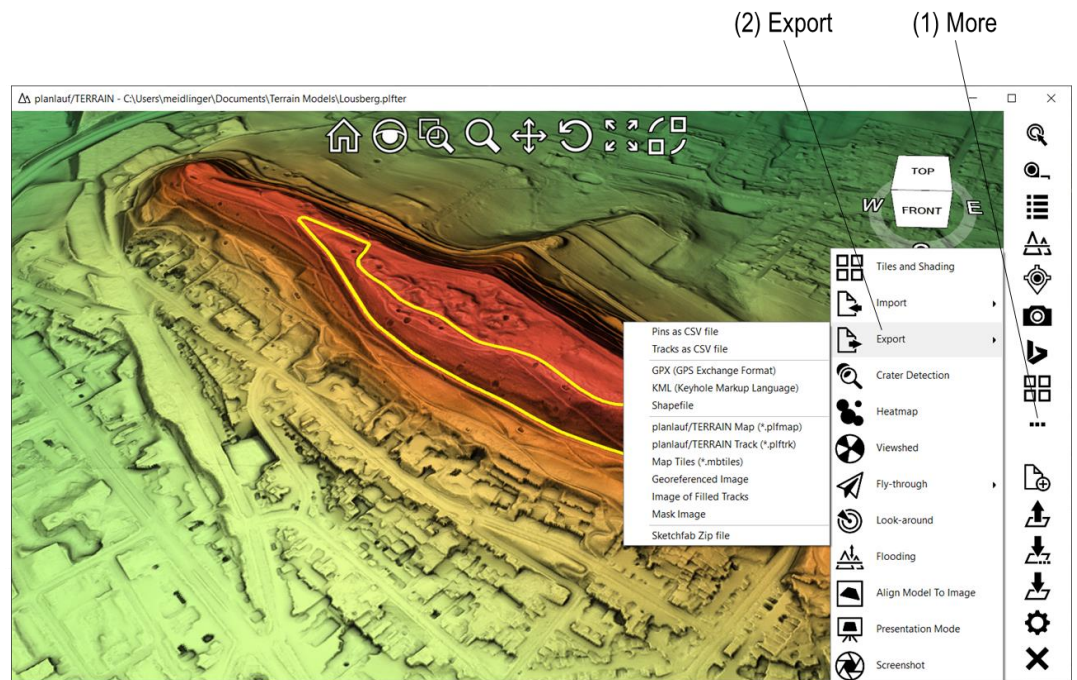 (2) Export
(1) More
planlauf/TERRAIN - C:\Users\meidlinger\Documents\Terrain Models\Lousberg.plfter
TOP
W
FRONT
E
Tiles and Shading
Import
Export
Crater Detection
Heatmap
Viewshed
Fly-through
Look-around
Flooding
Align Model To Image
Presentation Mode
Screenshot
Pins as CSV file
Tracks as CSV file
GPX (GPS Exchange Format)
KML (Keyhole Markup Language)
Shapefile
planlauf/TERRAIN Map (*.plfmap)
planlauf/TERRAIN Track (*.plftrk)
Map Tiles (*.mbtiles)
Georeferenced Image
Image of Filled Tracks
Mask Image
Sketchfab Zip file